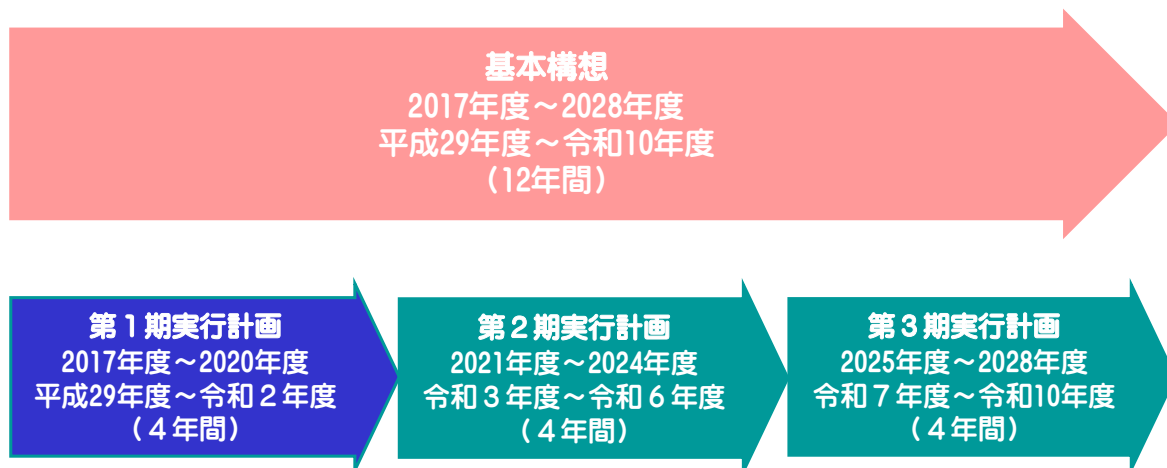 基本構想
2017年度～2028年度
平成29年度～令和10年度
（12年間）
第１期実行計画
2017年度～2020年度
平成29年度～令和２年度
（４年間）
第２期実行計画
2021年度～2024年度
令和３年度～令和６年度
（４年間）
第３期実行計画
2025年度～2028年度
令和７年度～令和10年度
（４年間）